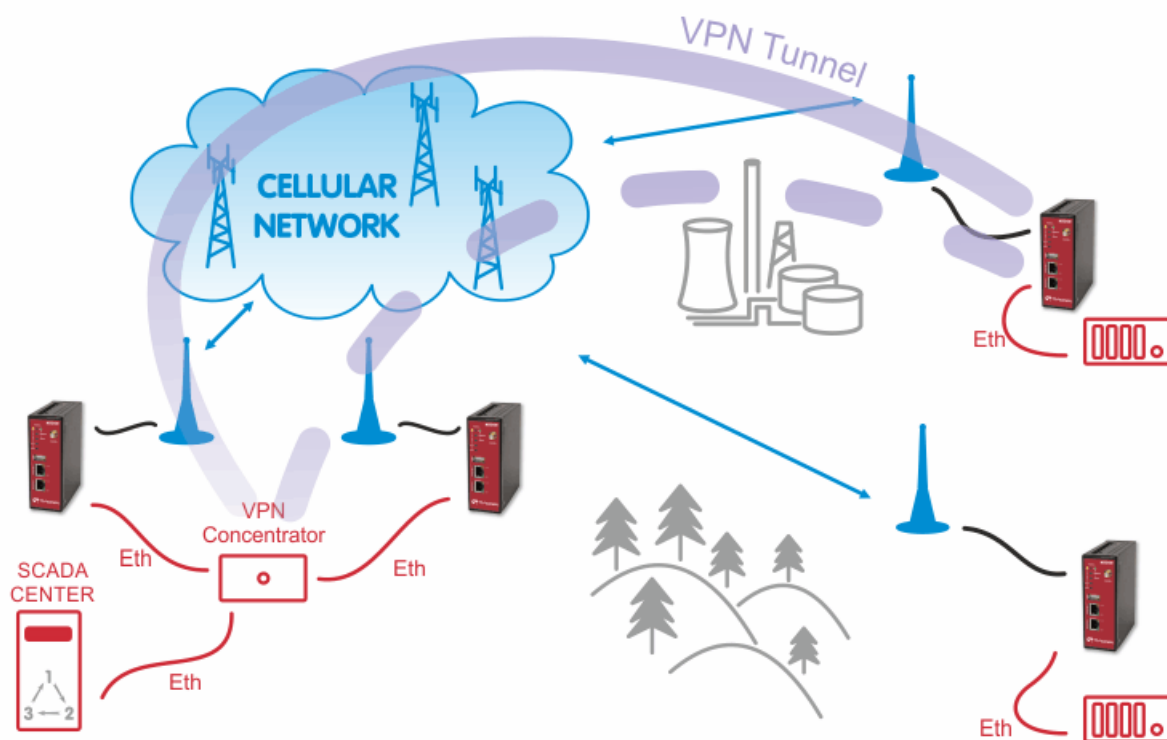 VPN Tunnel
CELLULAR
NETWORK
Eth
VPN
Concentrator
Eth
Eth
SCADA
CENTER
1
3
2
Eth
Eth